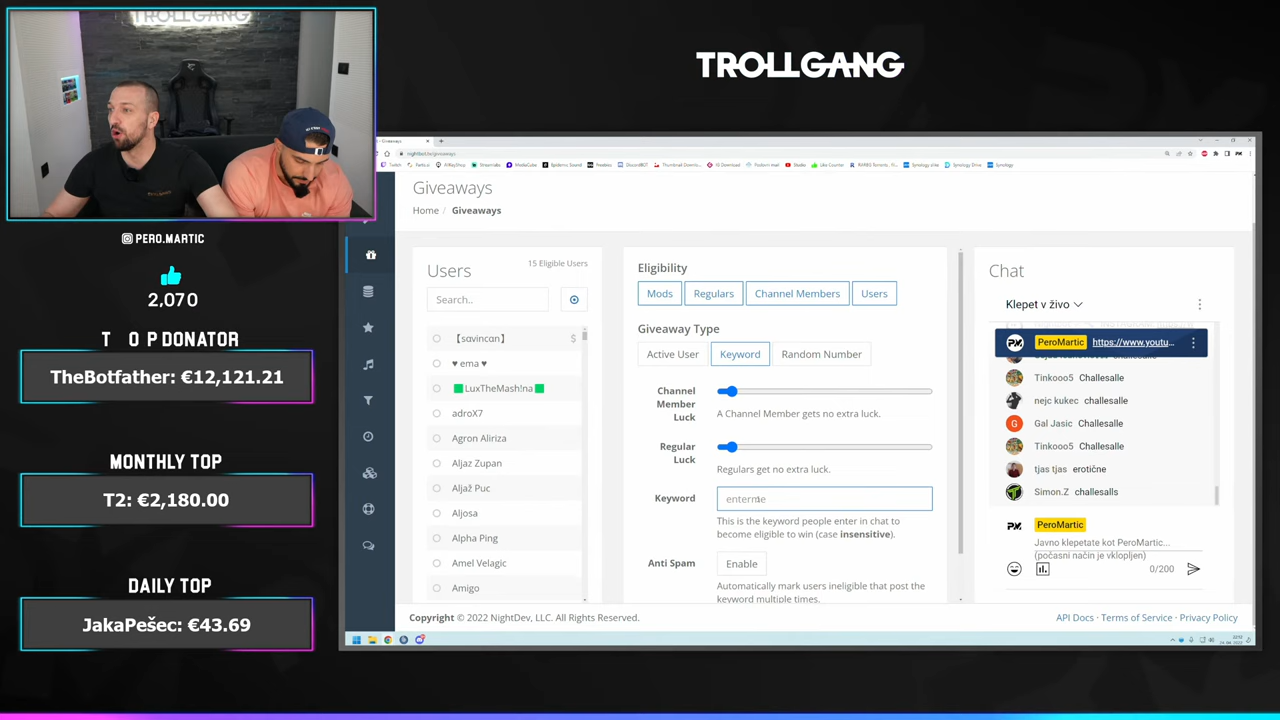 TROLLGANG
TROLLGANG
PERO.MARTIC
2,070
T O P DONATOR
TheBotfather: €12,121.21
MONTHLY TOP
T2: €2,180.00
DAILY TOP
JakaPešec: €43.69
Giveaways
Giveaways
Home / Giveaways
Users
15 Eligible Users
Search..
【sαvincαn】 $
♥ ema ♥
🟩LuxTheMash!na🟩
adroX7
Agron Aliriza
Aljaz Zupan
Aljaž Puc
Aljosa
Alpha Ping
Amel Velagic
Amigo
Eligibility
Mods Regulars Channel Members Users
Giveaway Type
Active User Keyword Random Number
Channel Member Luck
A Channel Member gets no extra luck.
Regular Luck
Regulars get no extra luck.
Keyword
enterme
This is the keyword people enter in chat to
become eligible to win (case insensitive).
Anti Spam
Enable
Automatically mark users ineligible that post the
keyword multiple times.
Chat
Klepet v živo
PeroMartic https://www.youtu...
Tinkooo5 Challesalle
nejc kukec challesalle
G Gal Jasic Challesalle
Tinkooo5 Challesalle
tjas tjas erotične
Simon.Z challesalls
PeroMartic
Javno klepetate kot PeroMartic...
(počasni način je vklopljen)
0/200
Copyright © 2022 NightDev, LLC. All Rights Reserved.
API Docs · Terms of Service · Privacy Policy